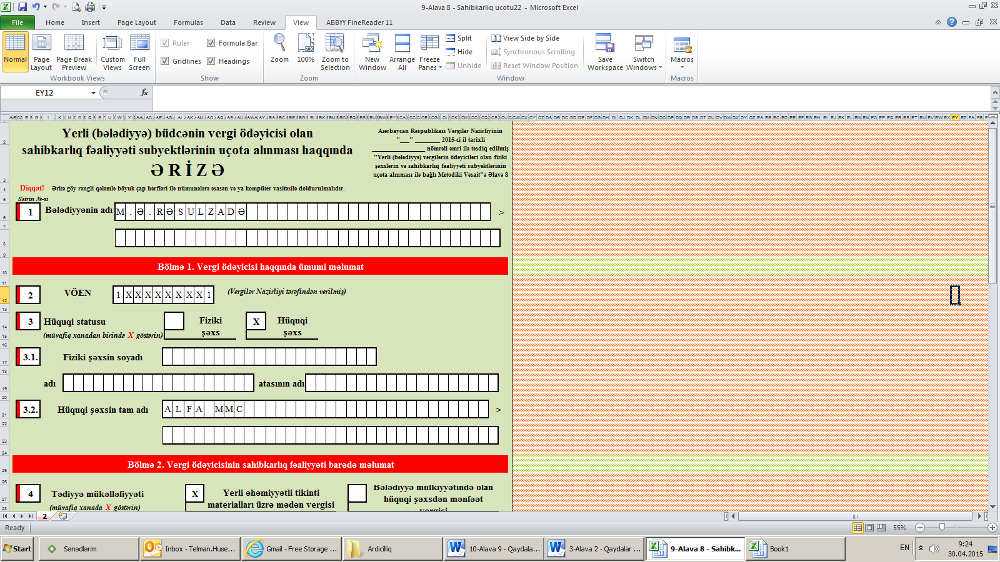 9-Alava 8 - Sahibkarliq ucotu22 - Microsoft Excel
File Home Insert Page Layout Formulas Data Review View ABBYY FineReader 11
Normal Page Layout Page Break Preview Custom Views Full Screen
Workbook Views
Ruler Formula Bar
Gridlines Headings
Show
Zoom 100% Zoom to Selection
Zoom
New Window Arrange All Freeze Panes
Split
Hide
Unhide
View Side by Side
Synchronous Scrolling
Reset Window Position
Window
Save Workspace Switch Windows
Macros
Macros
EY12 fx
Yerli (bələdiyyə) büdcənin vergi ödəyicisi olan
sahibkarlıq fəaliyyəti subyektlərinin uçota alınması haqqında
Ə R İ Z Ə
Azərbaycan Respublikası Vergilər Nazirliyinin
"___" ________ 2015-ci il tarixli
________________ nömrəli əmri ilə təsdiq edilmiş
"Yerli (bələdiyyə) vergilərin ödəyiciləri olan fiziki
şəxslərin və sahibkarlıq fəaliyyəti subyektlərinin
uçota alınması ilə bağlı Metodiki Vəsait"ə Əlavə 8
Diqqət! Ərizə göy rəngli qələmlə böyük çap hərfləri ilə nümunələrə əsasən və ya kompüter vasitəsilə doldurulmalıdır.
Sətrin №-si
1 Bələdiyyənin adı M . Ə . R Ə S U L Z A D Ə >
Bölmə 1. Vergi ödəyicisi haqqında ümumi məlumat
2 VÖEN 1 X X X X X X X X 1 (Vergilər Nazirliyi tərəfindən verilmiş)
3 Hüquqi statusu Fiziki şəxs X Hüquqi şəxs
(müvafiq xanadan birində X göstərin)
3.1. Fiziki şəxsin soyadı
adı atasının adı
3.2. Hüquqi şəxsin tam adı A L F A M M C >
Bölmə 2. Vergi ödəyicisinin sahibkarlıq fəaliyyəti barədə məlumat
4 Tədiyyə mükəlləfiyyəti X Yerli əhəmiyyətli tikinti materialları üzrə mədən vergisi Bələdiyyə mülkiyyətində olan hüquqi şəxsdən mənfəət vergisi
(müvafiq xanada X göstərin)
2
Ready 55%
Start Sənədlərim Inbox - Telman.Huse... Gmail - Free Storage ... Ardicilliq 10-Alava 9 - Qaydala... 3-Alava 2 - Qaydalar ... 9-Alava 8 - Sahibk... Book1 EN 9:24
30.04.2015